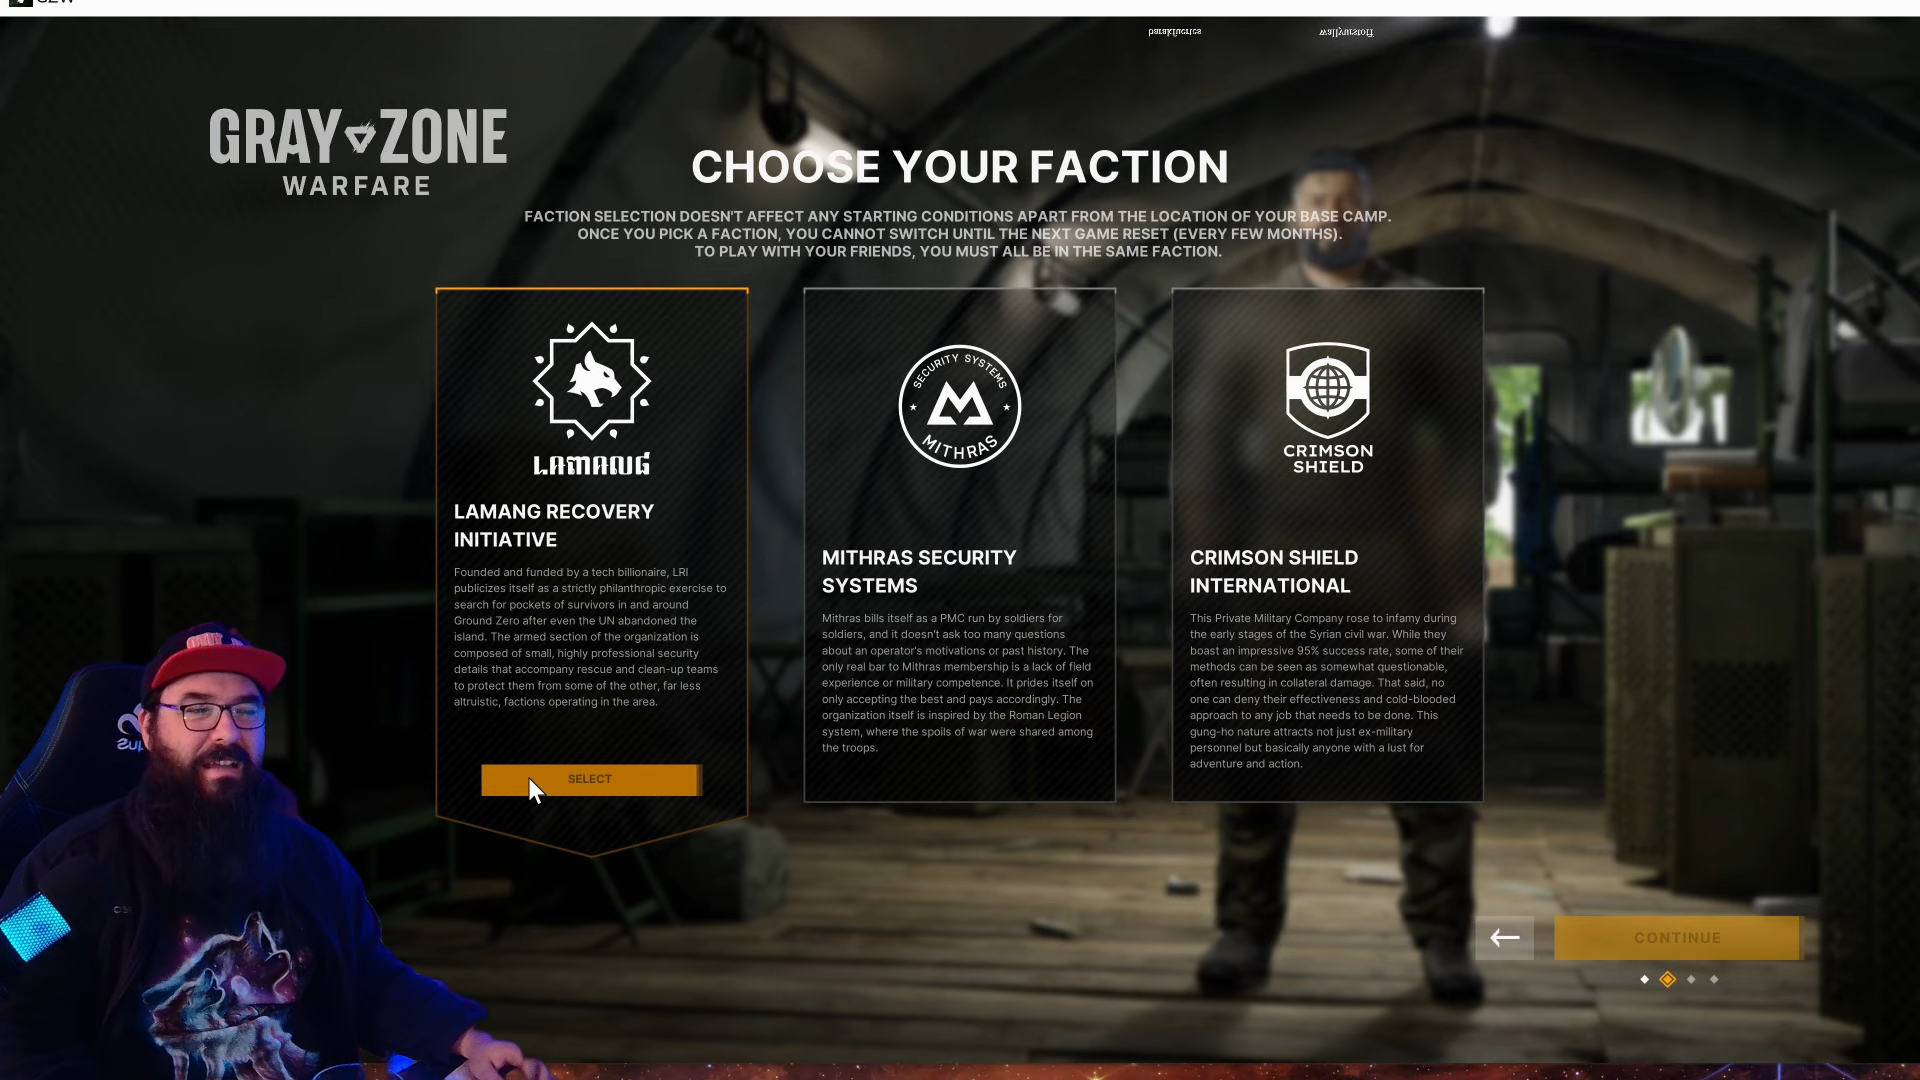 GZW
barakfuertes
wallyurstoff
GRAY ZONE
WARFARE
CHOOSE YOUR FACTION
FACTION SELECTION DOESN'T AFFECT ANY STARTING CONDITIONS APART FROM THE LOCATION OF YOUR BASE CAMP.
ONCE YOU PICK A FACTION, YOU CANNOT SWITCH UNTIL THE NEXT GAME RESET (EVERY FEW MONTHS).
TO PLAY WITH YOUR FRIENDS, YOU MUST ALL BE IN THE SAME FACTION.
LAMANG
LAMANG RECOVERY
INITIATIVE
Founded and funded by a tech billionaire, LRI
publicizes itself as a strictly philanthropic exercise to
search for pockets of survivors in and around
Ground Zero after even the UN abandoned the
island. The armed section of the organization is
composed of small, highly professional security
details that accompany rescue and clean-up teams
to protect them from some of the other, far less
altruistic, factions operating in the area.
SELECT
SECURITY SYSTEMS
M
MITHRAS
MITHRAS SECURITY
SYSTEMS
Mithras bills itself as a PMC run by soldiers for
soldiers, and it doesn't ask too many questions
about an operator's motivations or past history. The
only real bar to Mithras membership is a lack of field
experience or military competence. It prides itself on
only accepting the best and pays accordingly. The
organization itself is inspired by the Roman Legion
system, where the spoils of war were shared among
the troops.
CRIMSON
SHIELD
CRIMSON SHIELD
INTERNATIONAL
This Private Military Company rose to infamy during
the early stages of the Syrian civil war. While they
boast an impressive 95% success rate, some of their
methods can be seen as somewhat questionable,
often resulting in collateral damage. That said, no
one can deny their effectiveness and cold-blooded
approach to any job that needs to be done. This
gung-ho nature attracts not just ex-military
personnel but basically anyone with a lust for
adventure and action.
CONTINUE